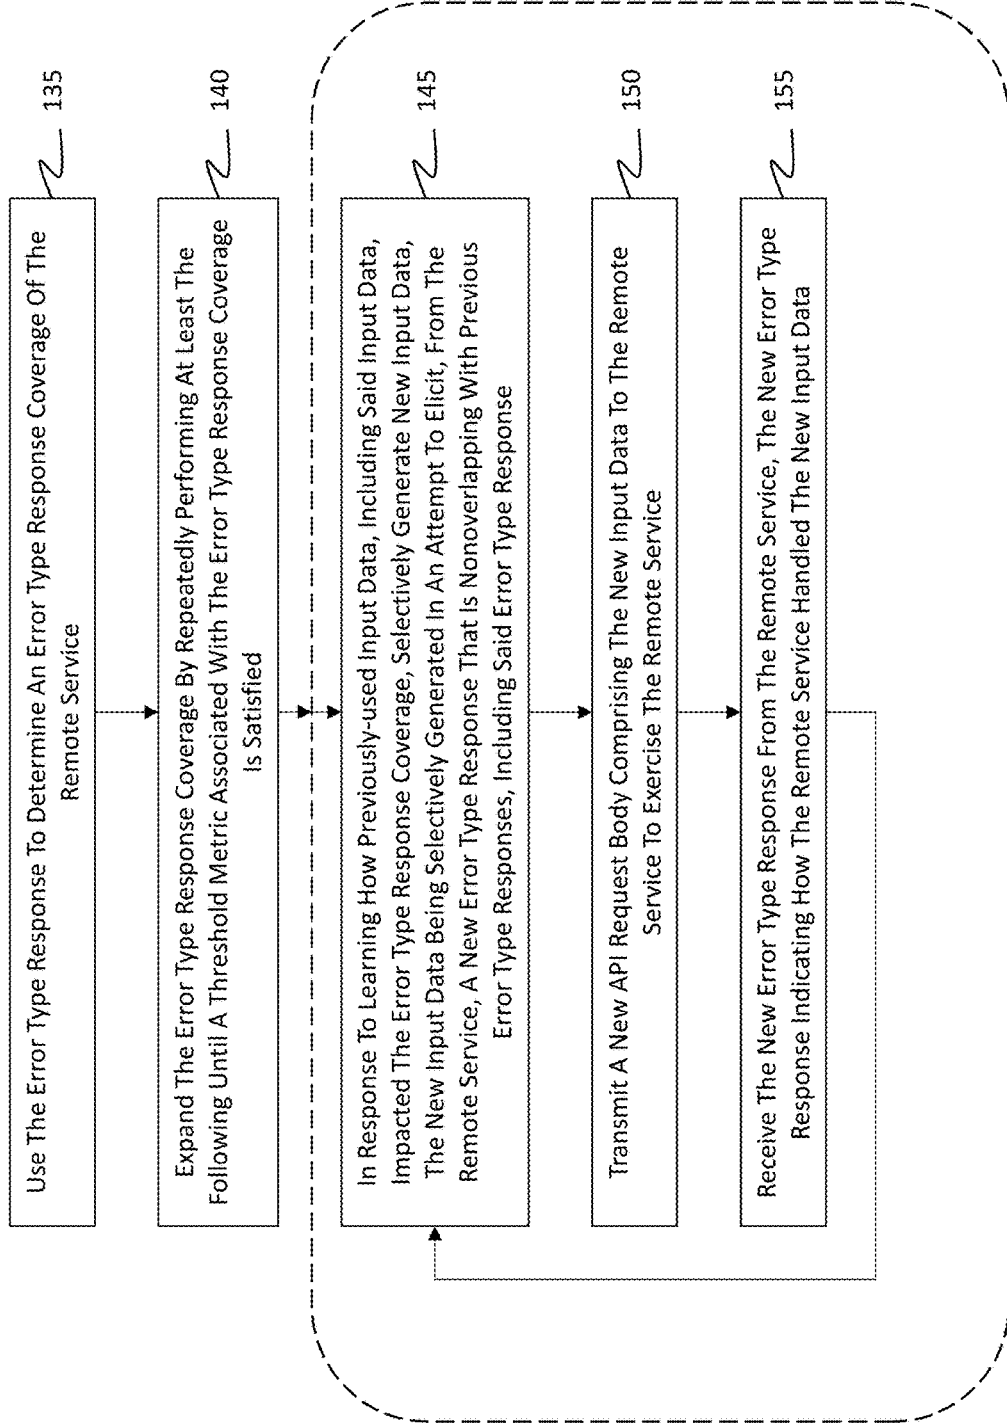 Use The Error Type Response To Determine An Error Type Response Coverage Of The
Remote Service
135
Expand The Error Type Response Coverage By Repeatedly Performing At Least The
Following Until A Threshold Metric Associated With The Error Type Response Coverage
Is Satisfied
140
In Response To Learning How Previously-used Input Data, Including Said Input Data,
Impacted The Error Type Response Coverage, Selectively Generate New Input Data,
The New Input Data Being Selectively Generated In An Attempt To Elicit, From The
Remote Service, A New Error Type Response That Is Nonoverlapping With Previous
Error Type Responses, Including Said Error Type Response
145
Transmit A New API Request Body Comprising The New Input Data To The Remote
Service To Exercise The Remote Service
150
Receive The New Error Type Response From The Remote Service, The New Error Type
Response Indicating How The Remote Service Handled The New Input Data
155